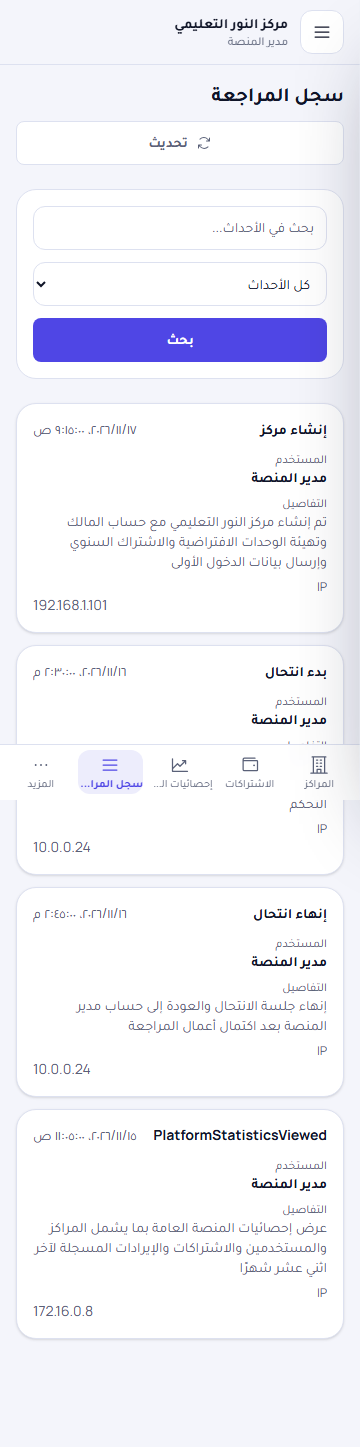 مركز النور التعليمي
مدير المنصة
سجل المراجعة
تحديث
بحث في الأحداث...
كل الأحداث
بحث
إنشاء مركز
١٧‏/١١‏/٢٠٢٦، ٩:١٥:٠٠ ص
المستخدم
مدير المنصة
التفاصيل
تم إنشاء مركز النور التعليمي مع حساب المالك
وتهيئة الوحدات الافتراضية والاشتراك السنوي
وإرسال بيانات الدخول الأولى
IP
192.168.1.101
بدء انتحال
١٦‏/١١‏/٢٠٢٦، ٢:٣٠:٠٠ م
المستخدم
مدير المنصة
المراكز
الاشتراكات
إحصائيات الـ...
سجل المرا...
المزيد
التحكم
IP
10.0.0.24
إنهاء انتحال
١٦‏/١١‏/٢٠٢٦، ٢:٤٥:٠٠ م
المستخدم
مدير المنصة
التفاصيل
إنهاء جلسة الانتحال والعودة إلى حساب مدير
المنصة بعد اكتمال أعمال المراجعة
IP
10.0.0.24
PlatformStatisticsViewed
١٥‏/١١‏/٢٠٢٦، ١١:٠٥:٠٠ ص
المستخدم
مدير المنصة
التفاصيل
عرض إحصائيات المنصة العامة بما يشمل المراكز
والمستخدمين والاشتراكات والإيرادات المسجلة لآخر
اثني عشر شهرًا
IP
172.16.0.8